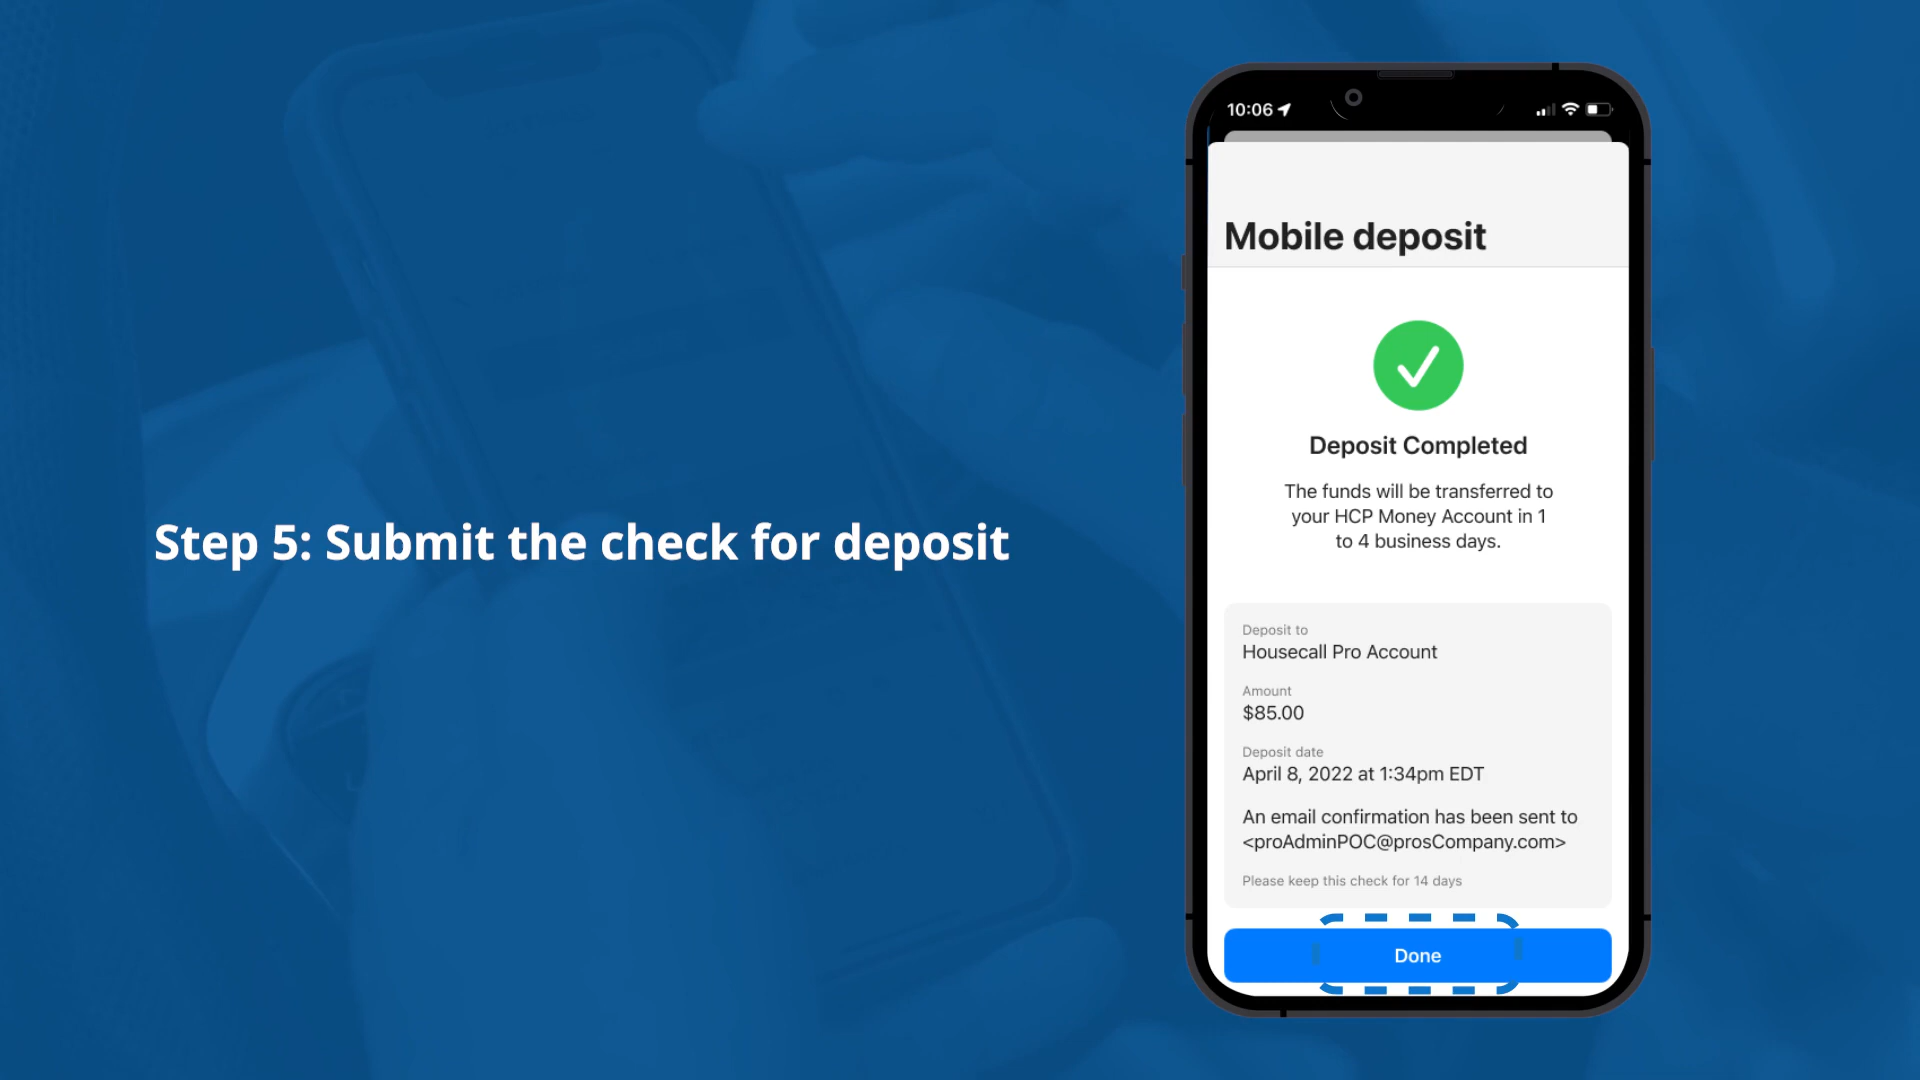 Step 5: Submit the check for deposit
10:06
Mobile deposit
Deposit Completed
The funds will be transferred to
your HCP Money Account in 1
to 4 business days.
Deposit to
Housecall Pro Account
Amount
$85.00
Deposit date
April 8, 2022 at 1:34pm EDT
An email confirmation has been sent to
<proAdminPOC@prosCompany.com>
Please keep this check for 14 days
Done